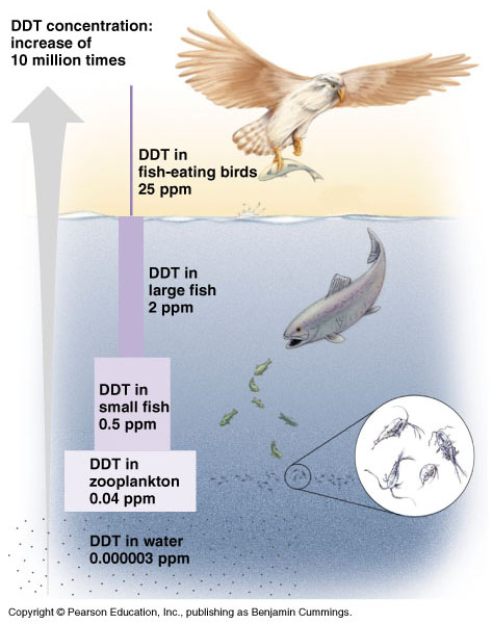 DDT concentration:
increase of
10 million times
DDT in
fish-eating birds
25 ppm
DDT in
large fish
2 ppm
DDT in
small fish
0.5 ppm
DDT in
zooplankton
0.04 ppm
DDT in water
0.000003 ppm
Copyright © Pearson Education, Inc., publishing as Benjamin Cummings.